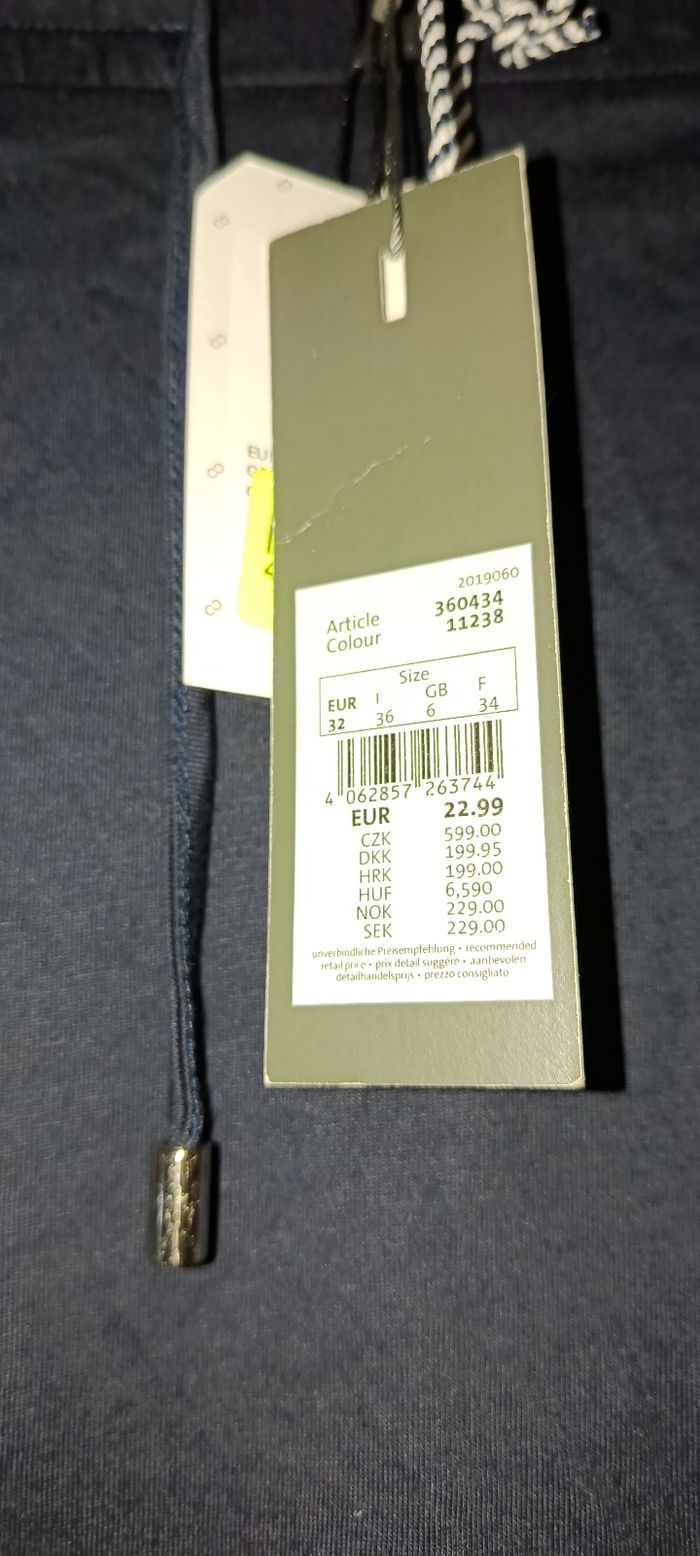 2019060
Article 360434
Colour 11238
Size
EUR I GB F
32 36 6 34
4 062857 263744
EUR 22.99
CZK 599.00
DKK 199.95
HRK 199.00
HUF 6,590
NOK 229.00
SEK 229.00
unverbindliche Preisempfehlung • recommended
retail price • prix detail suggéré • aanbevolen
detailhandelsprijs • prezzo consigliato
EU